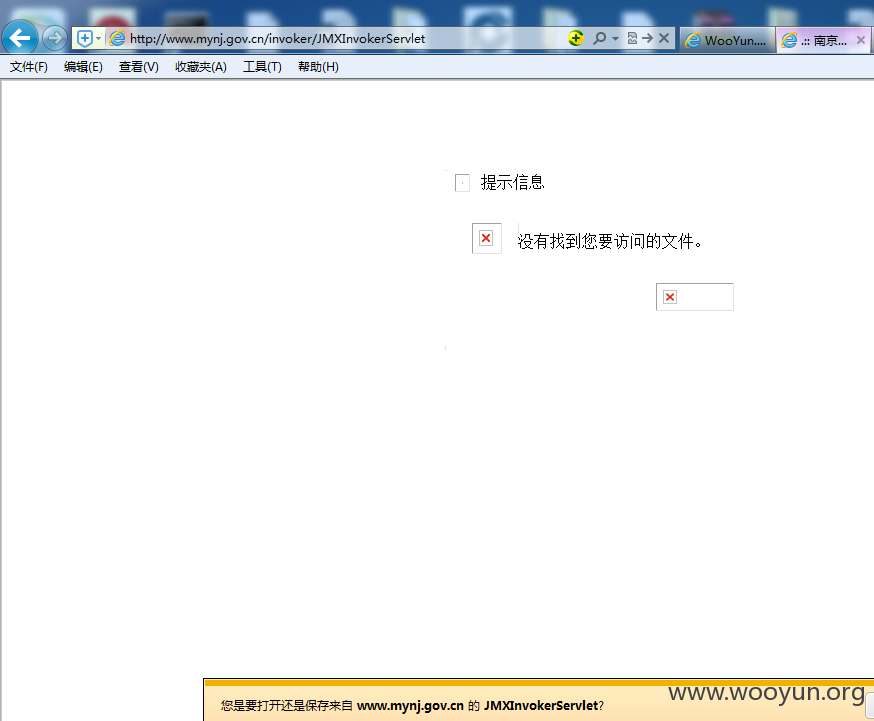 http://www.mynj.gov.cn/invoker/JMXInvokerServlet
WooYun....
.:: 南京...
文件(F) 编辑(E) 查看(V) 收藏夹(A) 工具(T) 帮助(H)
提示信息
没有找到您要访问的文件。
www.wooyun.org
您是要打开还是保存来自 www.mynj.gov.cn 的 JMXInvokerServlet?